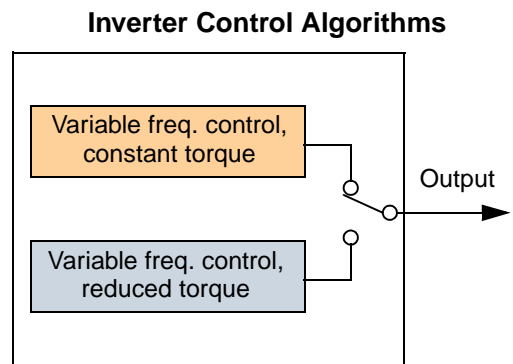 Inverter Control Algorithms
Variable freq. control,
constant torque
Output
Variable freq. control,
reduced torque